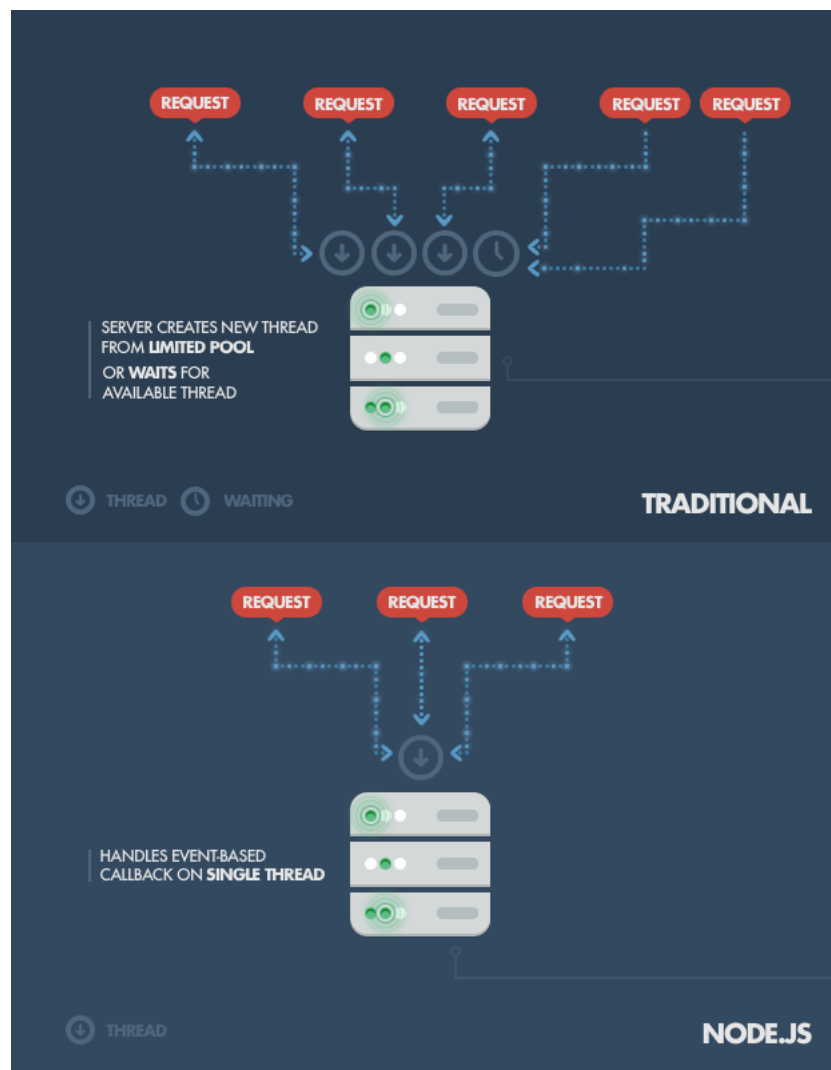 REQUEST REQUEST REQUEST REQUEST REQUEST
SERVER CREATES NEW THREAD
FROM LIMITED POOL
OR WAITS FOR
AVAILABLE THREAD
THREAD WAITING
TRADITIONAL
REQUEST REQUEST REQUEST
HANDLES EVENT-BASED
CALLBACK ON SINGLE THREAD
THREAD
NODE.JS